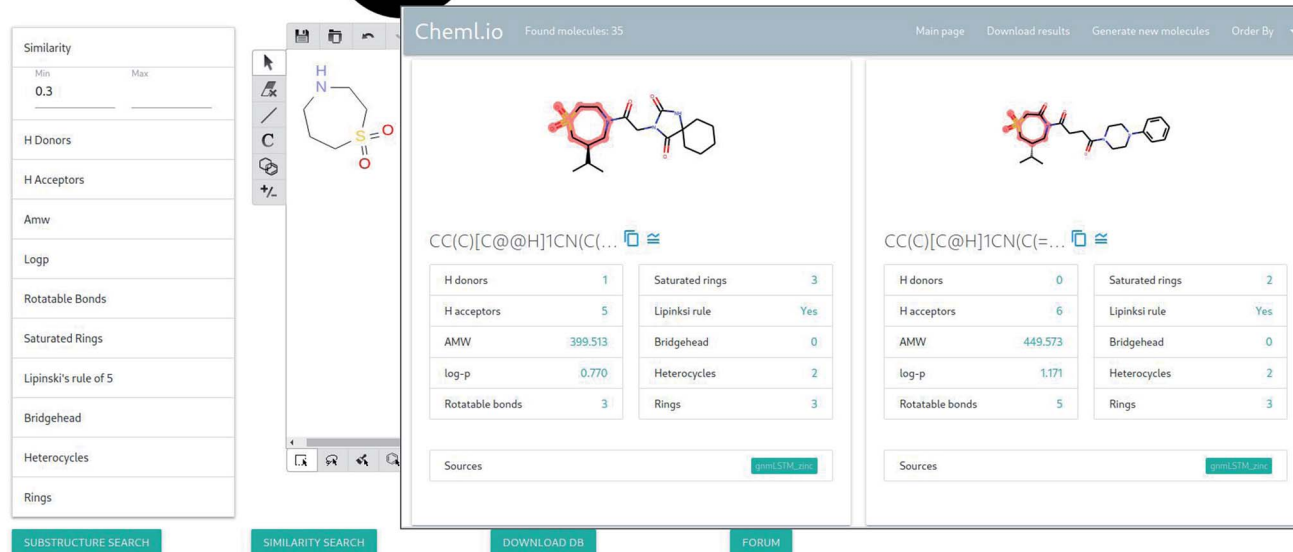 Similarity
Min Max
0.3
H Donors
H Acceptors
Amw
Logp
Rotatable Bonds
Saturated Rings
Lipinski's rule of 5
Bridgehead
Heterocycles
Rings
C
+/-
H
N
S
O
O
Cheml.io Found molecules: 35 Main page Download results Generate new molecules Order By
CC(C)[C@@H]1CN(C(...
H donors 1 Saturated rings 3
H acceptors 5 Lipinksi rule Yes
AMW 399.513 Bridgehead 0
log-p 0.770 Heterocycles 2
Rotatable bonds 3 Rings 3
Sources gnmLSTM_zinc
CC(C)[C@H]1CN(C(=...
H donors 0 Saturated rings 2
H acceptors 6 Lipinksi rule Yes
AMW 449.573 Bridgehead 0
log-p 1.171 Heterocycles 2
Rotatable bonds 5 Rings 3
Sources gnmLSTM_zinc
SUBSTRUCTURE SEARCH SIMILARITY SEARCH DOWNLOAD DB FORUM